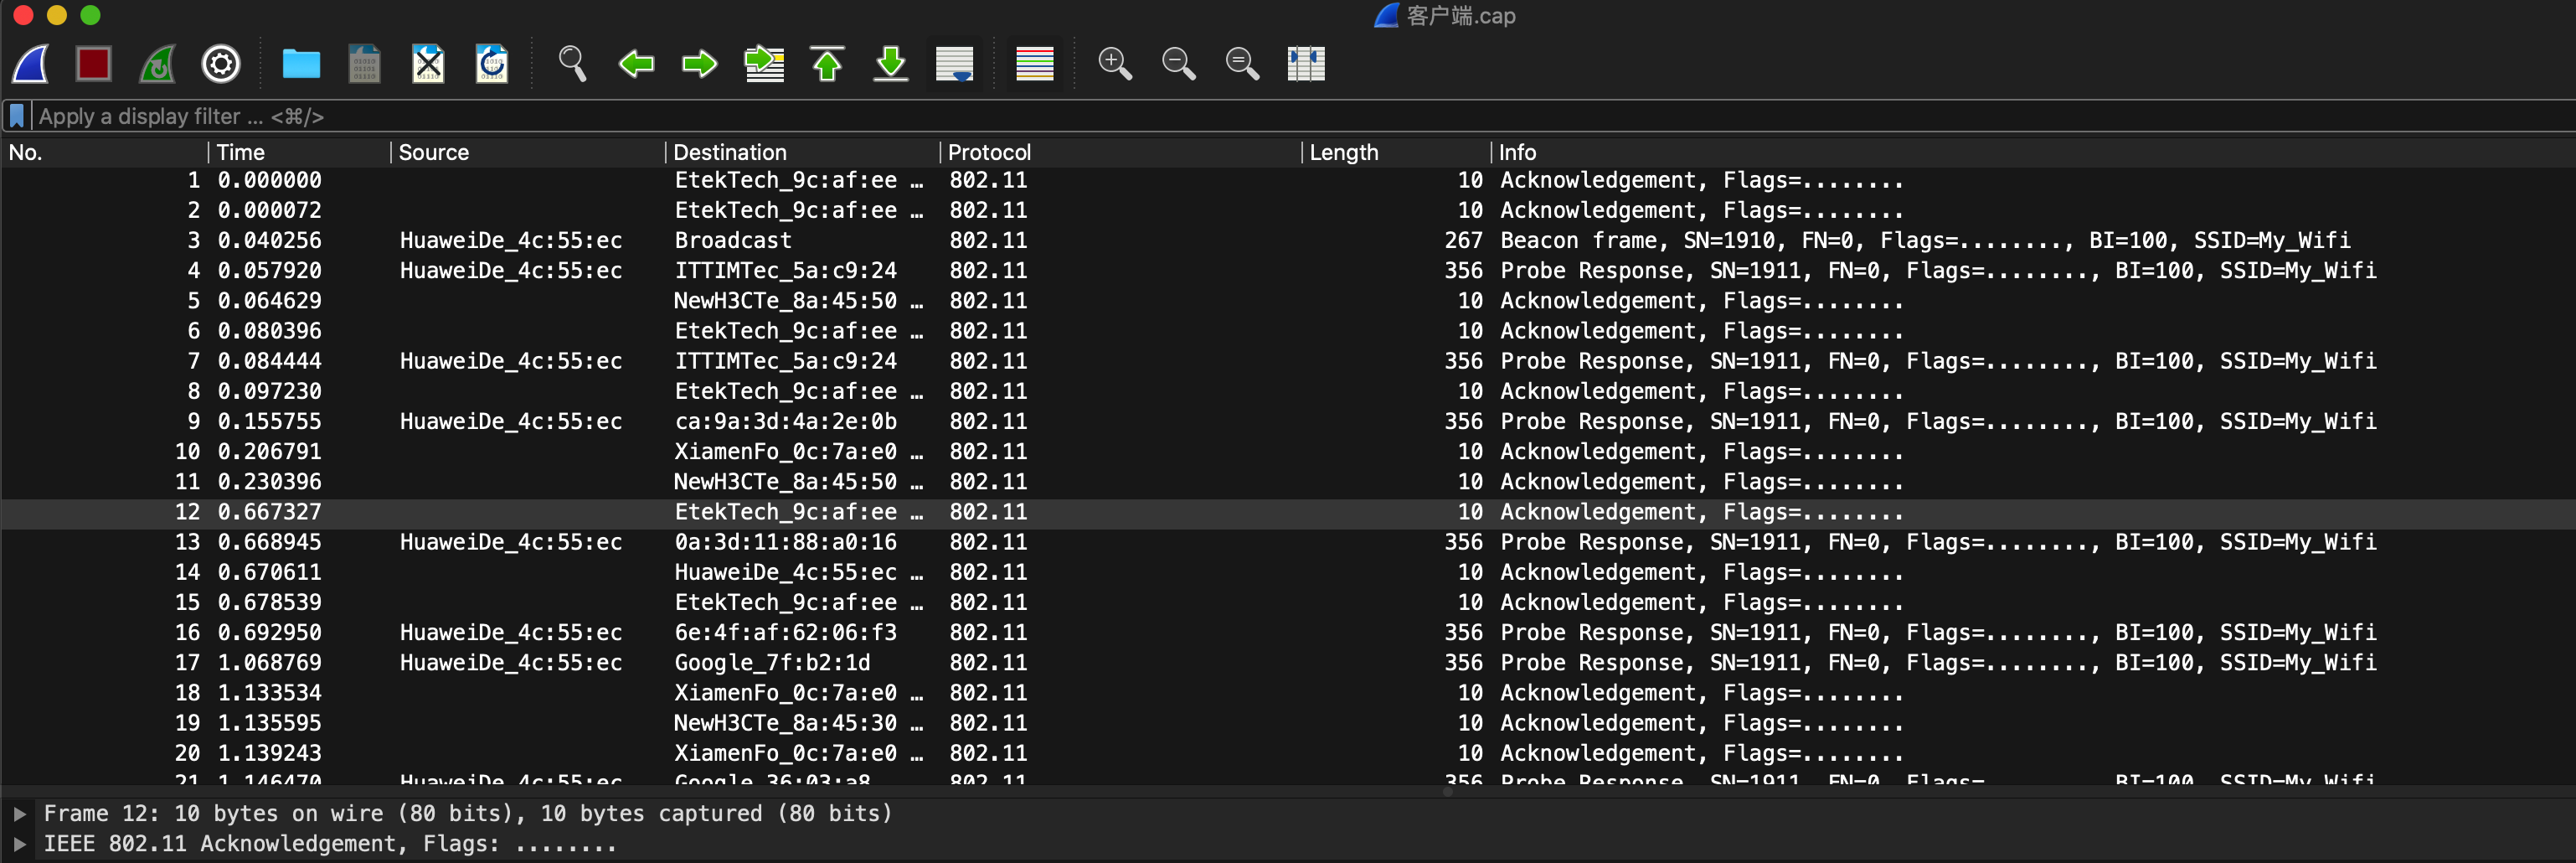 客户端.cap
Apply a display filter ... <⌘/>
No. Time Source Destination Protocol Length Info
1 0.000000 EtekTech_9c:af:ee … 802.11 10 Acknowledgement, Flags=........
2 0.000072 EtekTech_9c:af:ee … 802.11 10 Acknowledgement, Flags=........
3 0.040256 HuaweiDe_4c:55:ec Broadcast 802.11 267 Beacon frame, SN=1910, FN=0, Flags=........, BI=100, SSID=My_Wifi
4 0.057920 HuaweiDe_4c:55:ec ITTIMTec_5a:c9:24 802.11 356 Probe Response, SN=1911, FN=0, Flags=........, BI=100, SSID=My_Wifi
5 0.064629 NewH3CTe_8a:45:50 … 802.11 10 Acknowledgement, Flags=........
6 0.080396 EtekTech_9c:af:ee … 802.11 10 Acknowledgement, Flags=........
7 0.084444 HuaweiDe_4c:55:ec ITTIMTec_5a:c9:24 802.11 356 Probe Response, SN=1911, FN=0, Flags=........, BI=100, SSID=My_Wifi
8 0.097230 EtekTech_9c:af:ee … 802.11 10 Acknowledgement, Flags=........
9 0.155755 HuaweiDe_4c:55:ec ca:9a:3d:4a:2e:0b 802.11 356 Probe Response, SN=1911, FN=0, Flags=........, BI=100, SSID=My_Wifi
10 0.206791 XiamenFo_0c:7a:e0 … 802.11 10 Acknowledgement, Flags=........
11 0.230396 NewH3CTe_8a:45:50 … 802.11 10 Acknowledgement, Flags=........
12 0.667327 EtekTech_9c:af:ee … 802.11 10 Acknowledgement, Flags=........
13 0.668945 HuaweiDe_4c:55:ec 0a:3d:11:88:a0:16 802.11 356 Probe Response, SN=1911, FN=0, Flags=........, BI=100, SSID=My_Wifi
14 0.670611 HuaweiDe_4c:55:ec … 802.11 10 Acknowledgement, Flags=........
15 0.678539 EtekTech_9c:af:ee … 802.11 10 Acknowledgement, Flags=........
16 0.692950 HuaweiDe_4c:55:ec 6e:4f:af:62:06:f3 802.11 356 Probe Response, SN=1911, FN=0, Flags=........, BI=100, SSID=My_Wifi
17 1.068769 HuaweiDe_4c:55:ec Google_7f:b2:1d 802.11 356 Probe Response, SN=1911, FN=0, Flags=........, BI=100, SSID=My_Wifi
18 1.133534 XiamenFo_0c:7a:e0 … 802.11 10 Acknowledgement, Flags=........
19 1.135595 NewH3CTe_8a:45:30 … 802.11 10 Acknowledgement, Flags=........
20 1.139243 XiamenFo_0c:7a:e0 … 802.11 10 Acknowledgement, Flags=........
21 1.146470 HuaweiDe_4c:55:ec Google_36:03:a8 802.11 356 Probe Response, SN=1911, FN=0, Flags=........, BI=100, SSID=My_Wifi
Frame 12: 10 bytes on wire (80 bits), 10 bytes captured (80 bits)
IEEE 802.11 Acknowledgement, Flags: ........